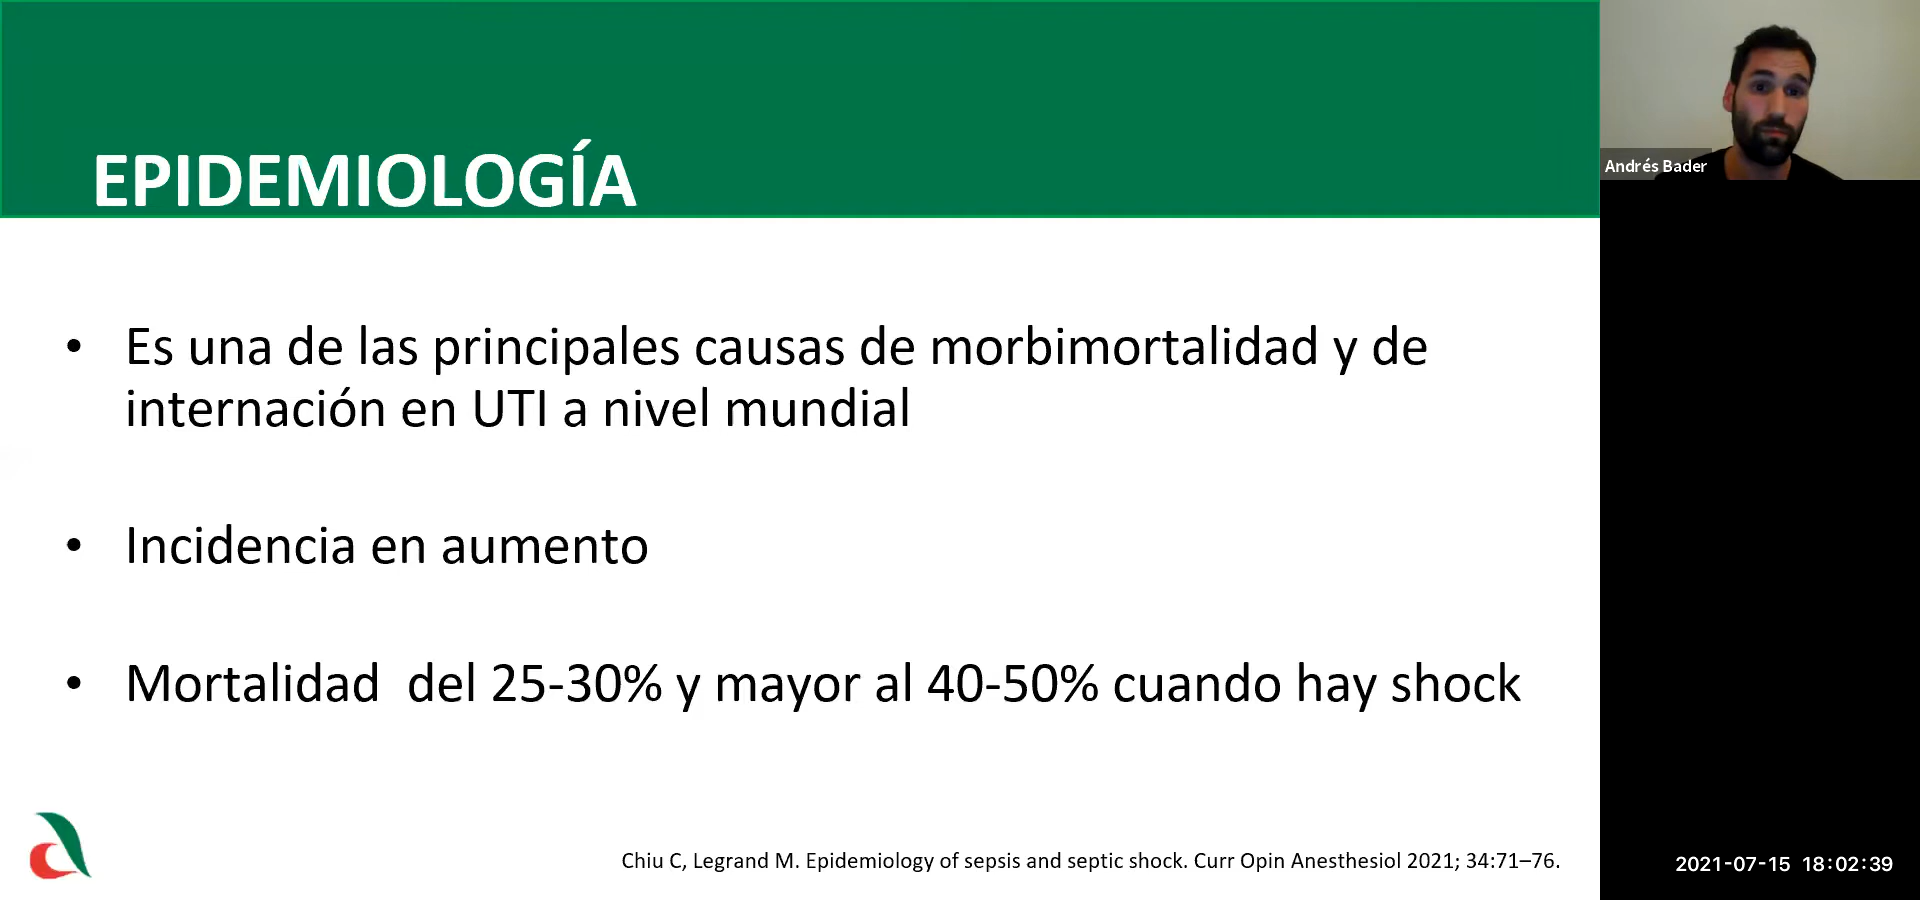 EPIDEMIOLOGÍA
• Es una de las principales causas de morbimortalidad y de
internación en UTI a nivel mundial
• Incidencia en aumento
• Mortalidad  del 25-30% y mayor al 40-50% cuando hay shock
Chiu C, Legrand M. Epidemiology of sepsis and septic shock. Curr Opin Anesthesiol 2021; 34:71–76.
Andrés Bader
2021-07-15 18:02:39